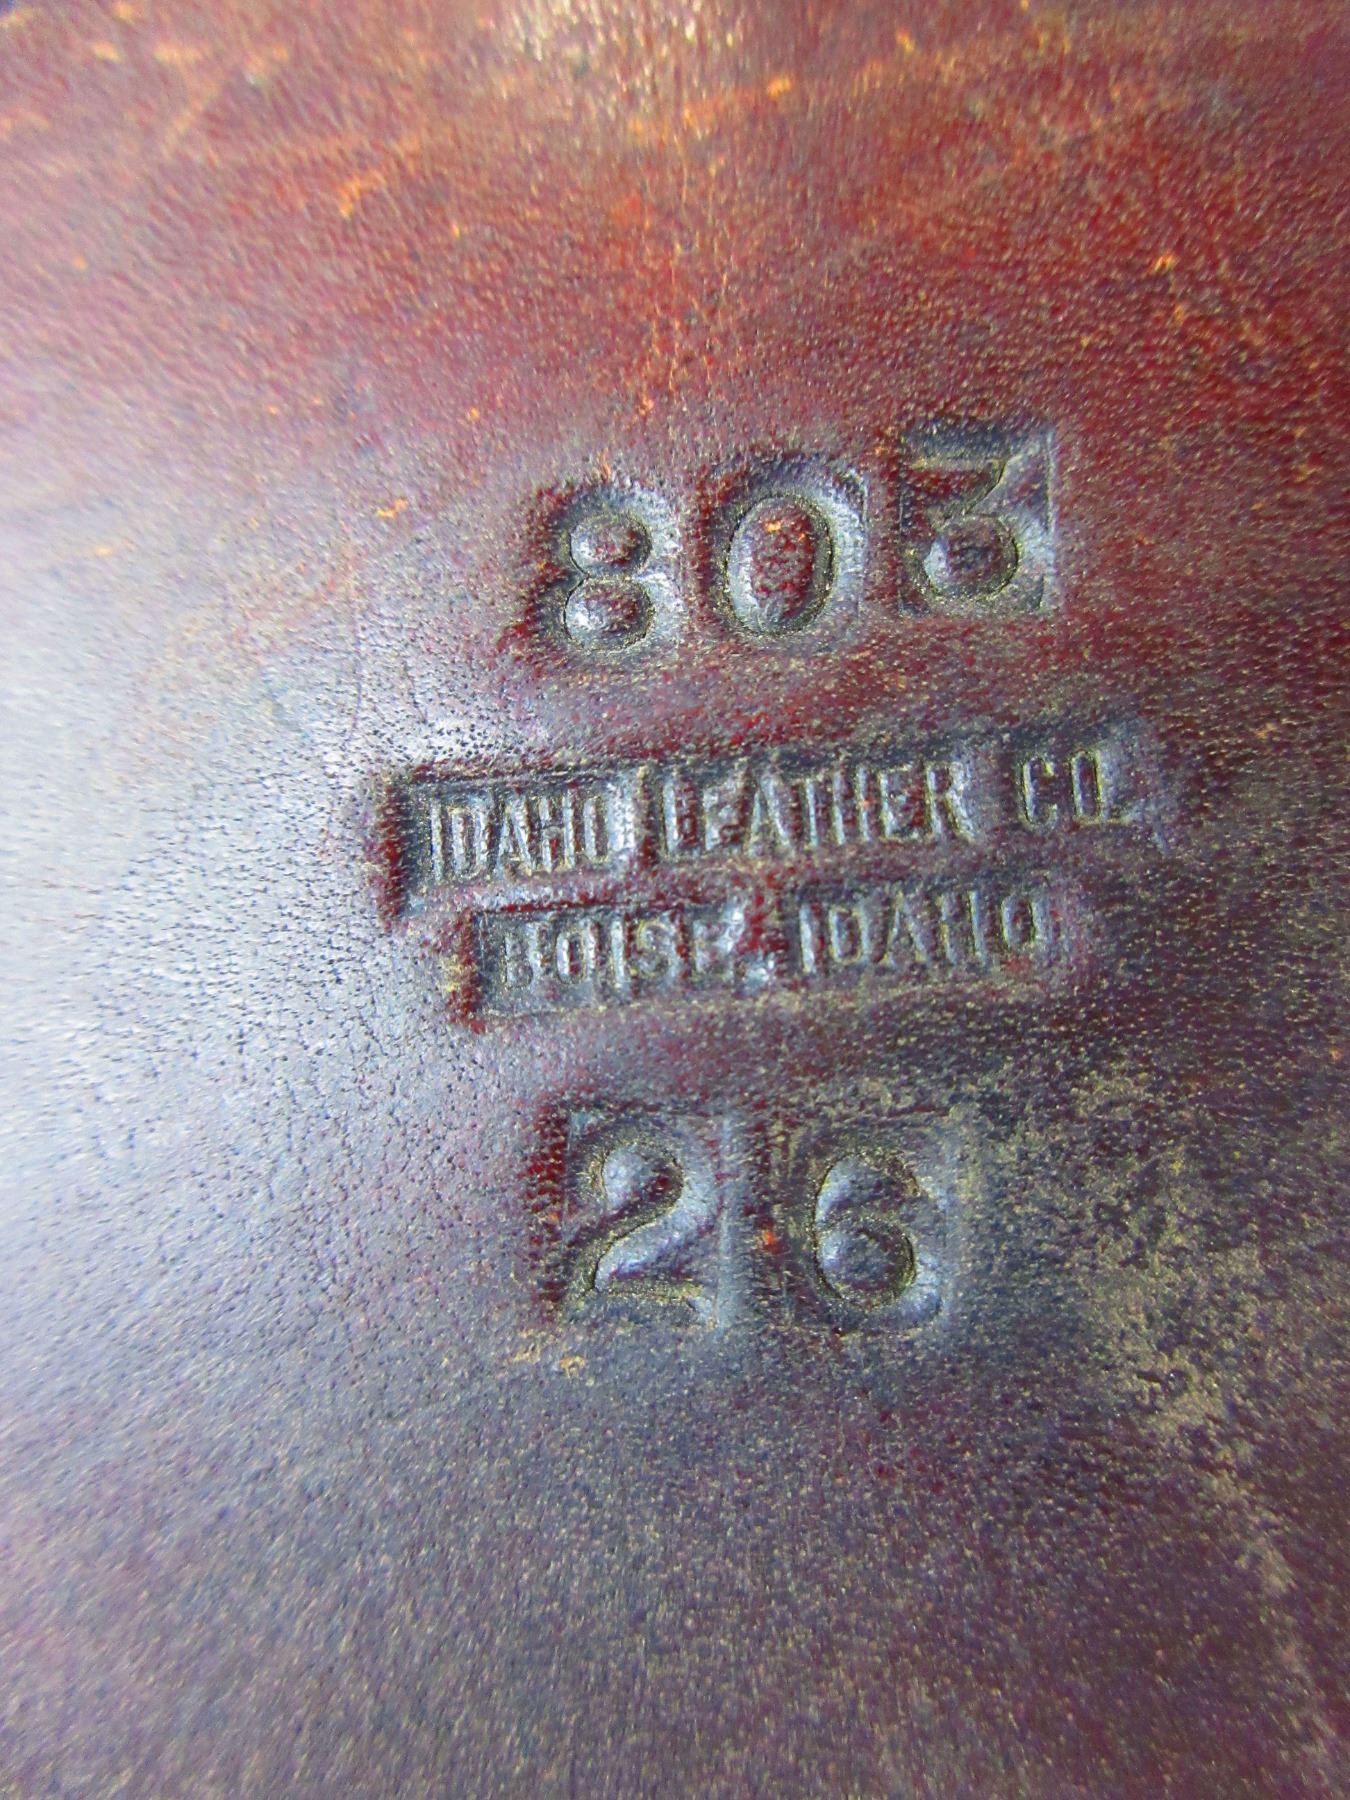 803
IDAHO LEATHER CO.
BOISE, IDAHO
26